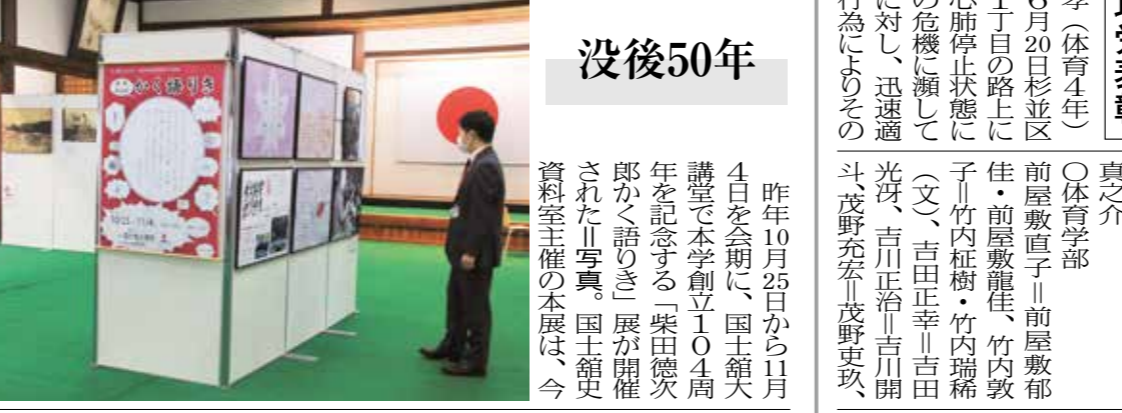 没後50年
昨年10月25日から11月
4日を会期に、国士舘大
講堂で本学創立104周
年を記念する「柴田德次
郎かく語りき」展が開催
された＝写真。国士舘史
資料室主催の本展は、今
孝（体育4年）
6月20日杉並区
1丁目の路上に
心肺停止状態に
の危機に瀕して
に対し、迅速適
行為によりその
真之介
〇体育学部
前屋敷直子＝前屋敷郁
佳・前屋敷龍佳、竹内敦
子＝竹内柾樹・竹内瑞稀
（文）、吉田正幸＝吉田
光冴、吉川正治＝吉川開
斗、茂野充宏＝茂野吏玖、
かく語りき